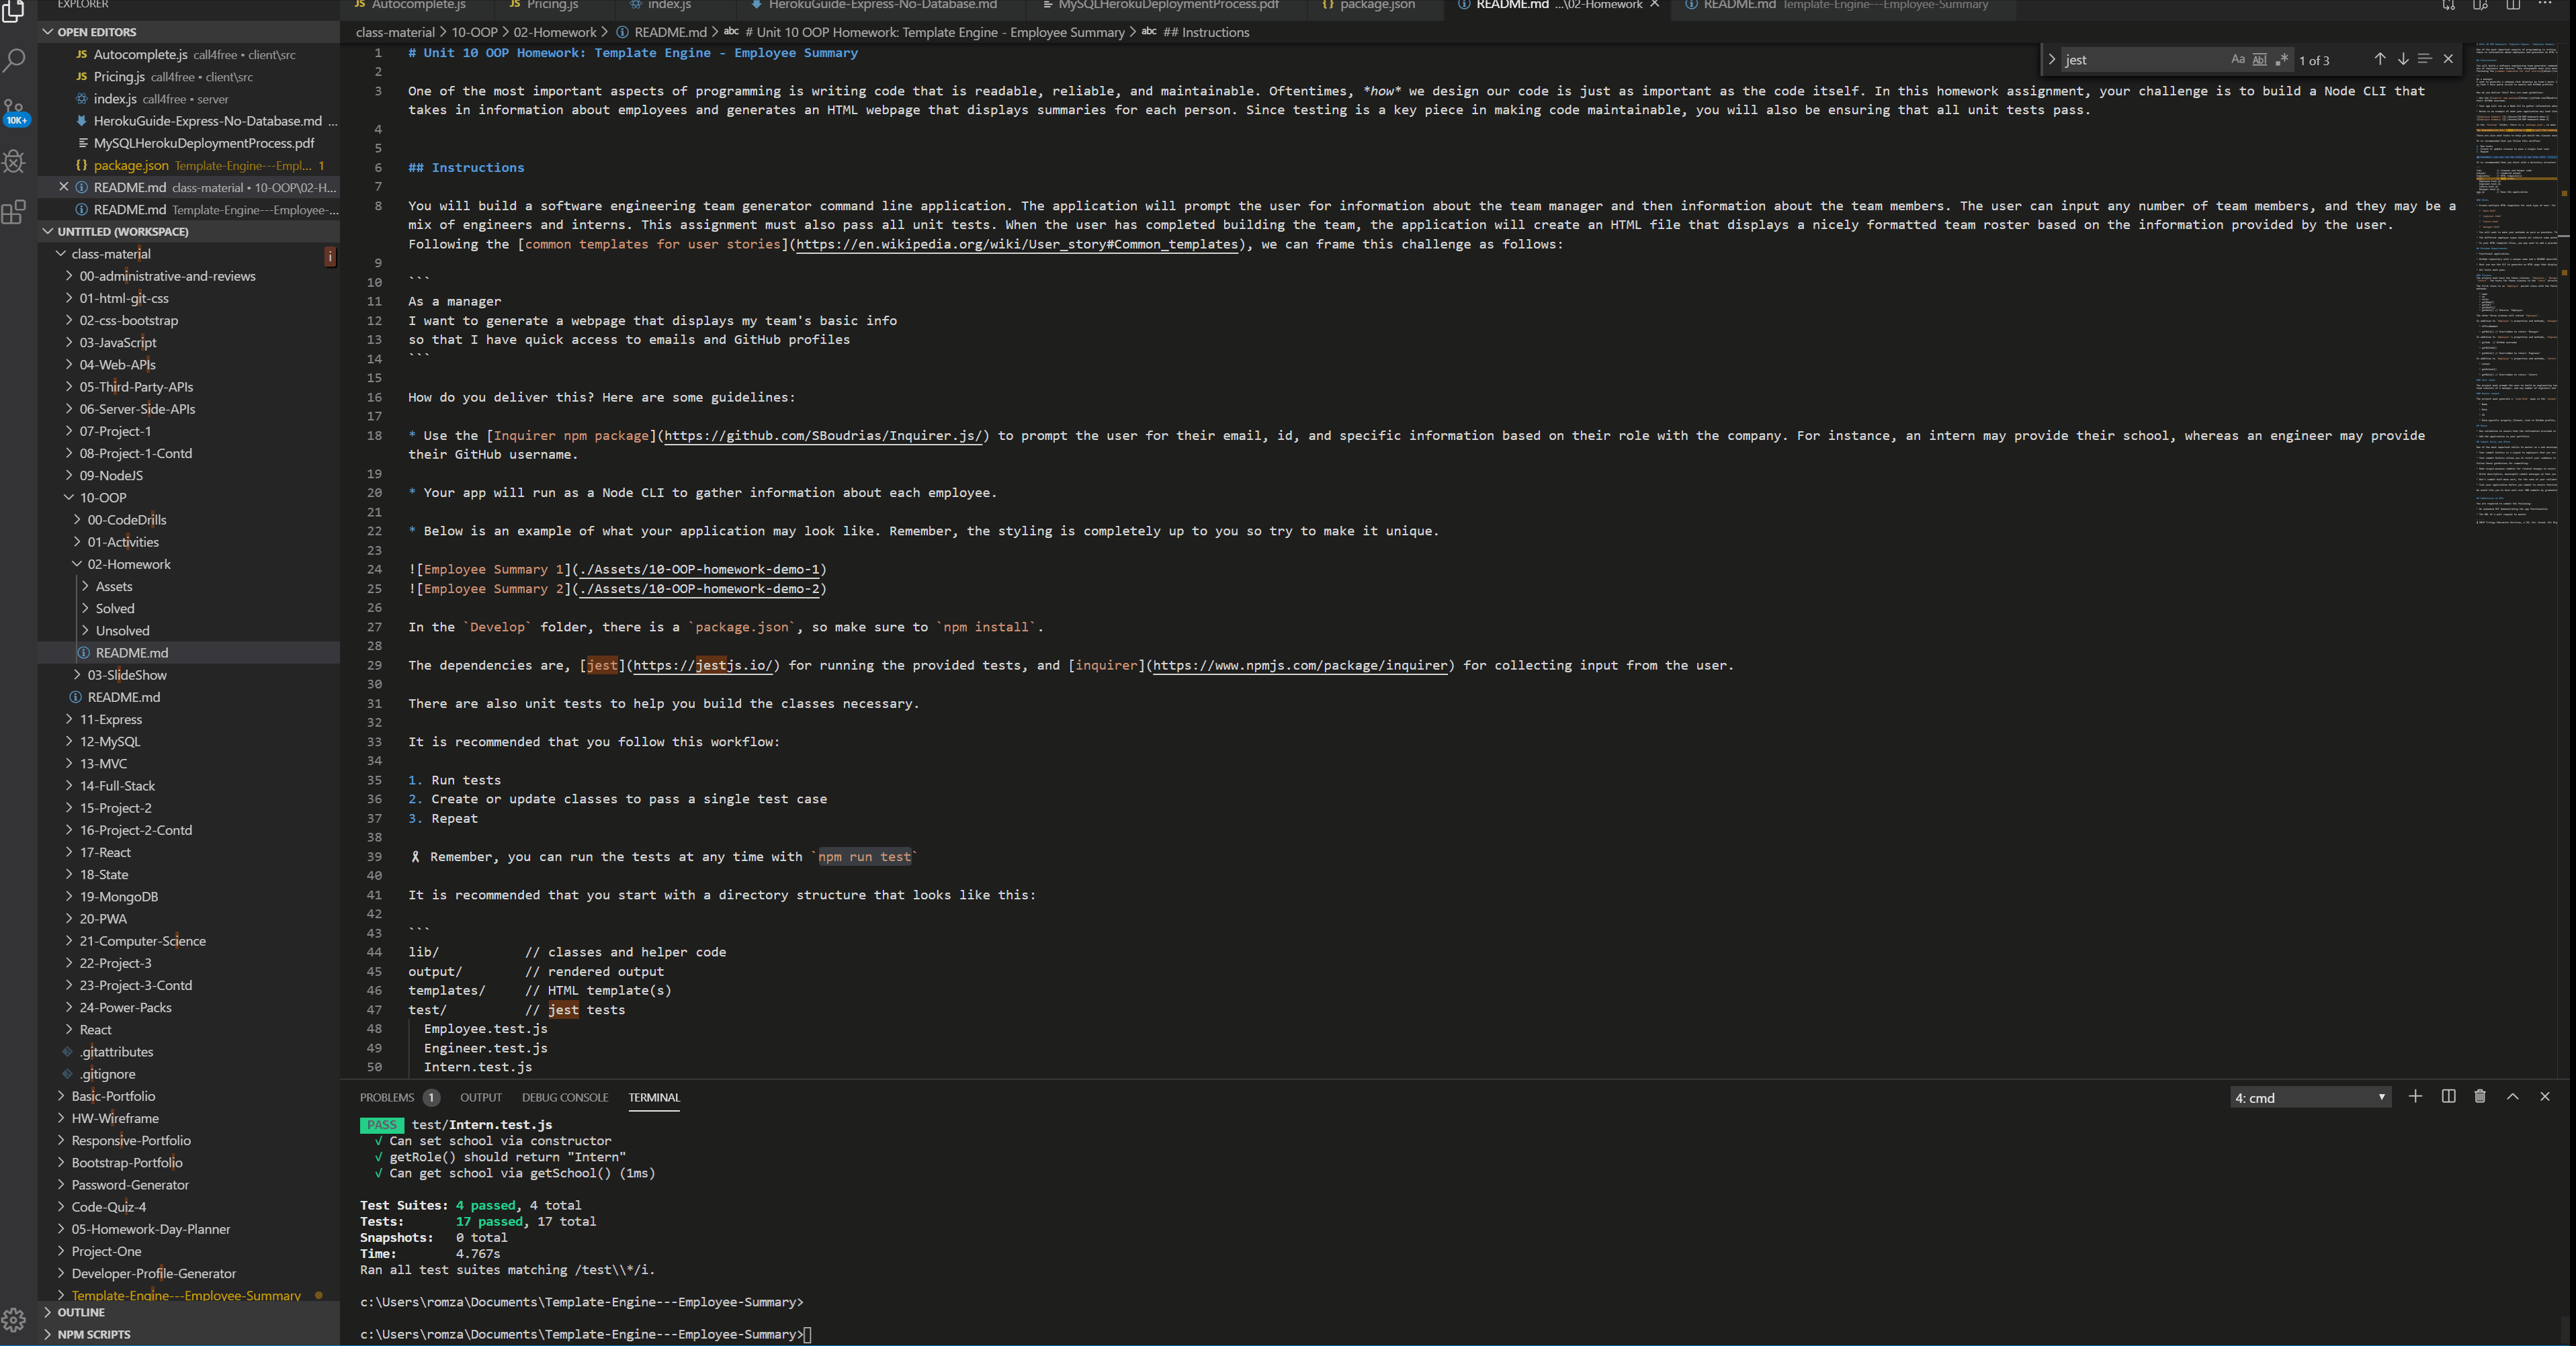 EXPLORER
OPEN EDITORS
JS Autocomplete.js call4free • client\src
JS Pricing.js call4free • client\src
index.js call4free • server
HerokuGuide-Express-No-Database.md ...
MySQLHerokuDeploymentProcess.pdf
{} package.json Template-Engine---Empl... 1
README.md class-material • 10-OOP\02-H...
README.md Template-Engine---Employee-...
UNTITLED (WORKSPACE)
class-material
00-administrative-and-reviews
01-html-git-css
02-css-bootstrap
03-JavaScript
04-Web-APIs
05-Third-Party-APIs
06-Server-Side-APIs
07-Project-1
08-Project-1-Contd
09-NodeJS
10-OOP
00-CodeDrills
01-Activities
02-Homework
Assets
Solved
Unsolved
README.md
03-SlideShow
README.md
11-Express
12-MySQL
13-MVC
14-Full-Stack
15-Project-2
16-Project-2-Contd
17-React
18-State
19-MongoDB
20-PWA
21-Computer-Science
22-Project-3
23-Project-3-Contd
24-Power-Packs
React
.gitattributes
.gitignore
Basic-Portfolio
HW-Wireframe
Responsive-Portfolio
Bootstrap-Portfolio
Password-Generator
Code-Quiz-4
05-Homework-Day-Planner
Project-One
Developer-Profile-Generator
Template-Engine---Employee-Summary
OUTLINE
NPM SCRIPTS
10K+
JS Autocomplete.js JS Pricing.js index.js HerokuGuide-Express-No-Database.md MySQLHerokuDeploymentProcess.pdf {} package.json README.md ...\02-Homework README.md Template-Engine---Employee-Summary
class-material > 10-OOP > 02-Homework > README.md > abc # Unit 10 OOP Homework: Template Engine - Employee Summary > abc ## Instructions
jest Aa Abl .* 1 of 3
1 # Unit 10 OOP Homework: Template Engine - Employee Summary
2
3 One of the most important aspects of programming is writing code that is readable, reliable, and maintainable. Oftentimes, *how* we design our code is just as important as the code itself. In this homework assignment, your challenge is to build a Node CLI that
takes in information about employees and generates an HTML webpage that displays summaries for each person. Since testing is a key piece in making code maintainable, you will also be ensuring that all unit tests pass.
4
5
6 ## Instructions
7
8 You will build a software engineering team generator command line application. The application will prompt the user for information about the team manager and then information about the team members. The user can input any number of team members, and they may be a
mix of engineers and interns. This assignment must also pass all unit tests. When the user has completed building the team, the application will create an HTML file that displays a nicely formatted team roster based on the information provided by the user.
Following the [common templates for user stories](https://en.wikipedia.org/wiki/User_story#Common_templates), we can frame this challenge as follows:
9
10 ```
11 As a manager
12 I want to generate a webpage that displays my team's basic info
13 so that I have quick access to emails and GitHub profiles
14 ```
15
16 How do you deliver this? Here are some guidelines:
17
18 * Use the [Inquirer npm package](https://github.com/SBoudrias/Inquirer.js/) to prompt the user for their email, id, and specific information based on their role with the company. For instance, an intern may provide their school, whereas an engineer may provide
their GitHub username.
19
20 * Your app will run as a Node CLI to gather information about each employee.
21
22 * Below is an example of what your application may look like. Remember, the styling is completely up to you so try to make it unique.
23
24 ![Employee Summary 1](./Assets/10-OOP-homework-demo-1)
25 ![Employee Summary 2](./Assets/10-OOP-homework-demo-2)
26
27 In the `Develop` folder, there is a `package.json`, so make sure to `npm install`.
28
29 The dependencies are, [jest](https://jestjs.io/) for running the provided tests, and [inquirer](https://www.npmjs.com/package/inquirer) for collecting input from the user.
30
31 There are also unit tests to help you build the classes necessary.
32
33 It is recommended that you follow this workflow:
34
35 1. Run tests
36 2. Create or update classes to pass a single test case
37 3. Repeat
38
39 🎗 Remember, you can run the tests at any time with `npm run test`
40
41 It is recommended that you start with a directory structure that looks like this:
42
43 ```
44 lib/ // classes and helper code
45 output/ // rendered output
46 templates/ // HTML template(s)
47 test/ // jest tests
48 Employee.test.js
49 Engineer.test.js
50 Intern.test.js
PROBLEMS 1 OUTPUT DEBUG CONSOLE TERMINAL 4: cmd
PASS test/Intern.test.js
√ Can set school via constructor
√ getRole() should return "Intern"
√ Can get school via getSchool() (1ms)
Test Suites: 4 passed, 4 total
Tests: 17 passed, 17 total
Snapshots: 0 total
Time: 4.767s
Ran all test suites matching /test\\*/i.
c:\Users\romza\Documents\Template-Engine---Employee-Summary>
c:\Users\romza\Documents\Template-Engine---Employee-Summary>